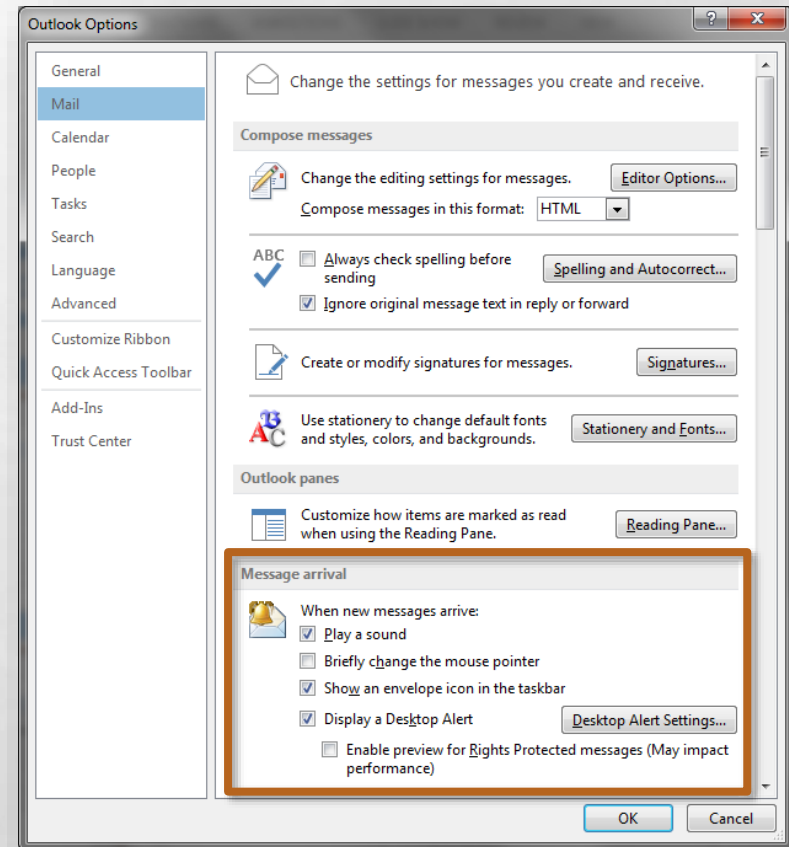 Outlook Options
General
Mail
Calendar
People
Tasks
Search
Language
Advanced
Customize Ribbon
Quick Access Toolbar
Add-Ins
Trust Center
Change the settings for messages you create and receive.
Compose messages
Change the editing settings for messages.
Editor Options...
Compose messages in this format:
HTML
ABC
Always check spelling before
sending
Spelling and Autocorrect...
Ignore original message text in reply or forward
Create or modify signatures for messages.
Signatures...
Use stationery to change default fonts
and styles, colors, and backgrounds.
Stationery and Fonts...
Outlook panes
Customize how items are marked as read
when using the Reading Pane.
Reading Pane...
Message arrival
When new messages arrive:
Play a sound
Briefly change the mouse pointer
Show an envelope icon in the taskbar
Display a Desktop Alert
Desktop Alert Settings...
Enable preview for Rights Protected messages (May impact
performance)
OK
Cancel